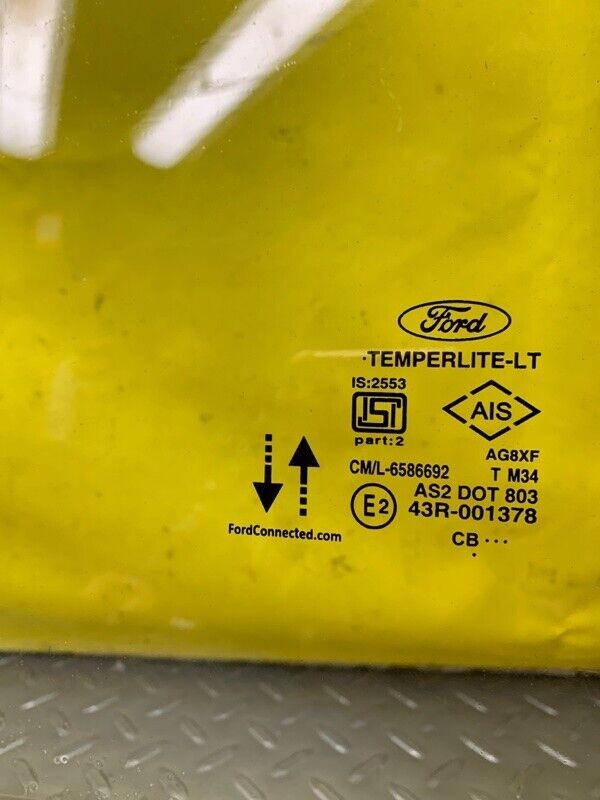 Ford
·TEMPERLITE-LT
IS:2553
ISI
part:2
AIS
AG8XF
CM/L-6586692
T M34
E2
AS2 DOT 803
43R-001378
CB ···
.
FordConnected.com